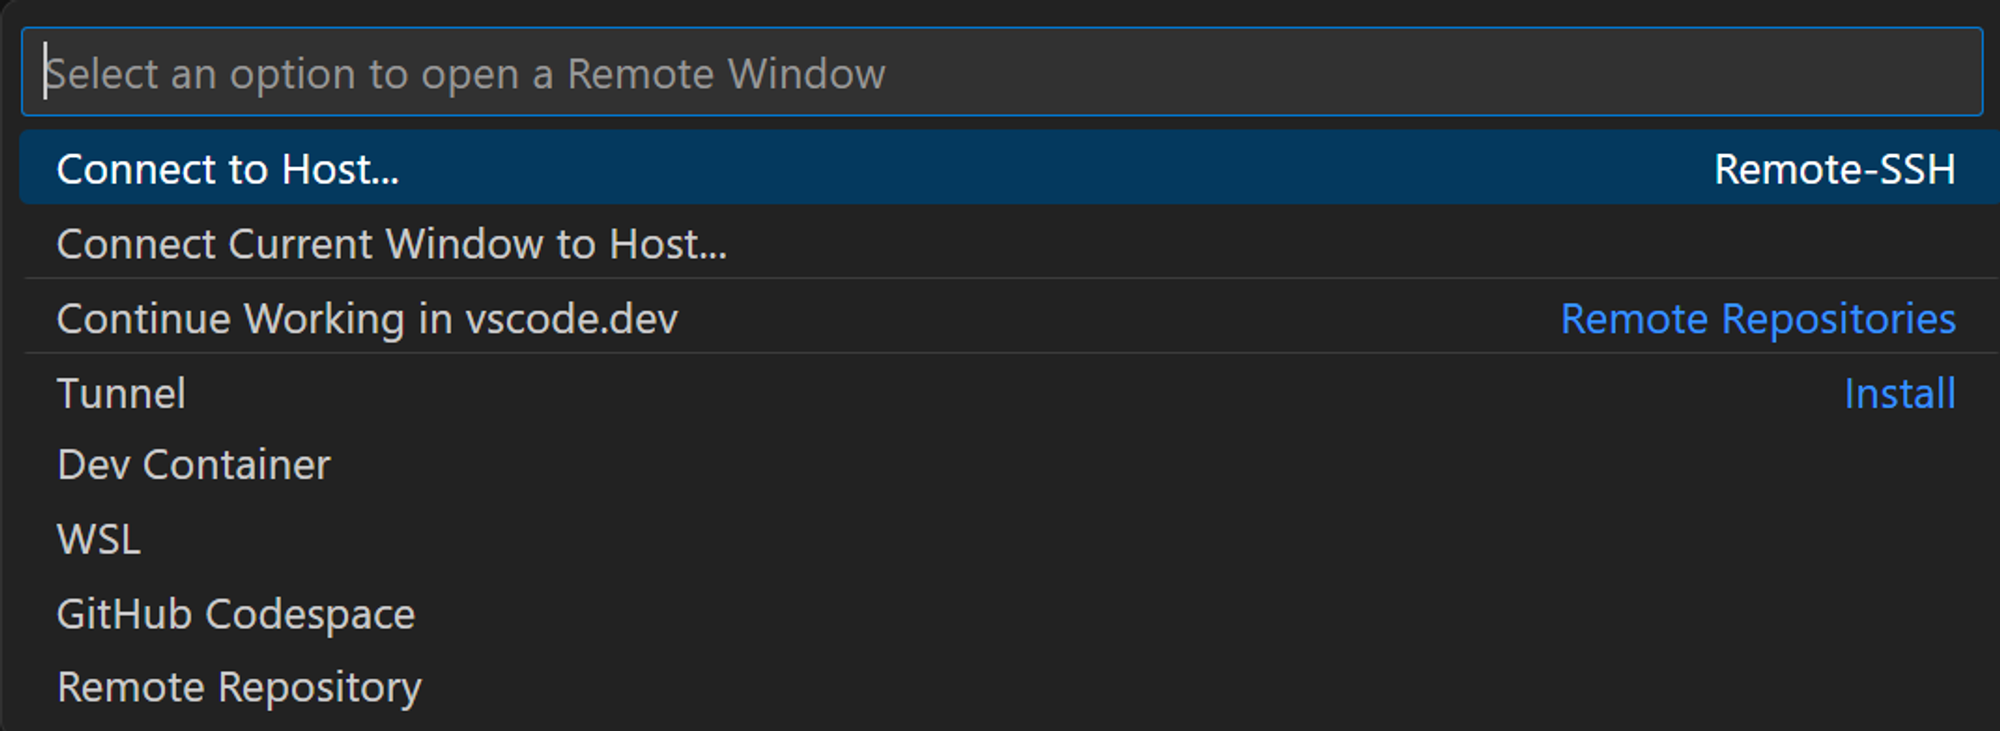 Select an option to open a Remote Window
Connect to Host... Remote-SSH
Connect Current Window to Host...
Continue Working in vscode.dev Remote Repositories
Tunnel Install
Dev Container
WSL
GitHub Codespace
Remote Repository